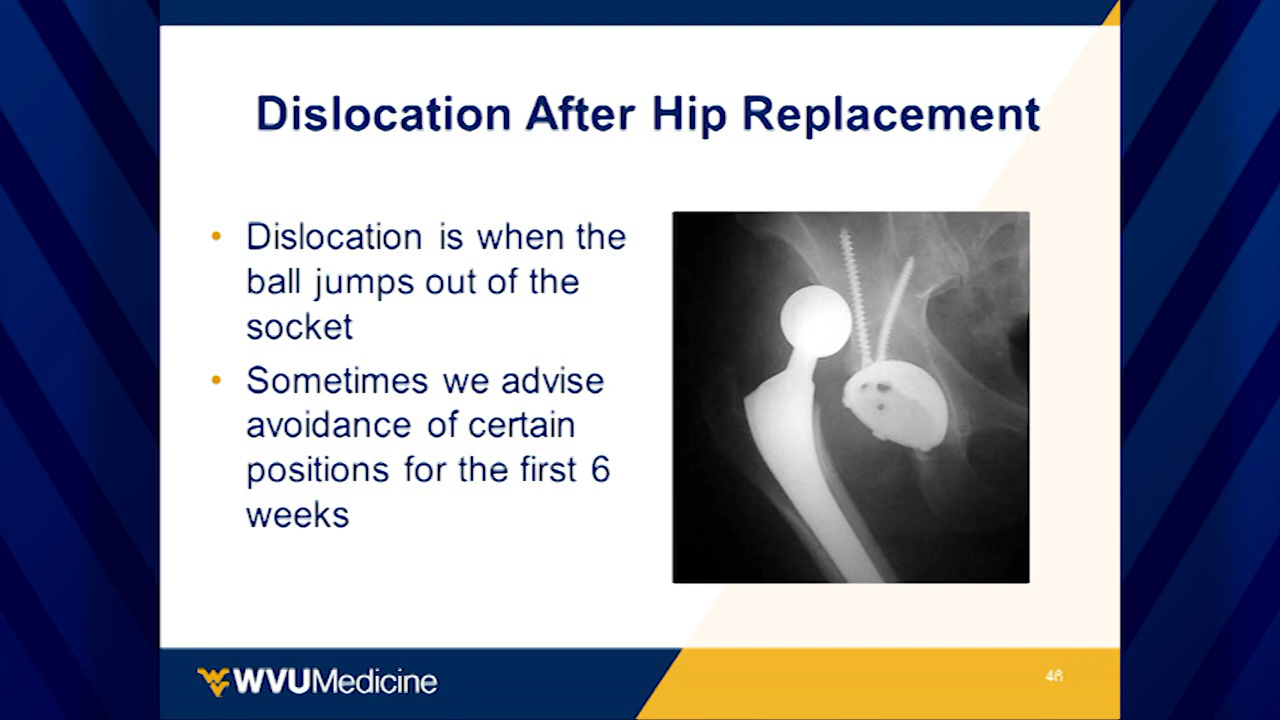 Dislocation After Hip Replacement
• Dislocation is when the
ball jumps out of the
socket
• Sometimes we advise
avoidance of certain
positions for the first 6
weeks
WVUMedicine
46